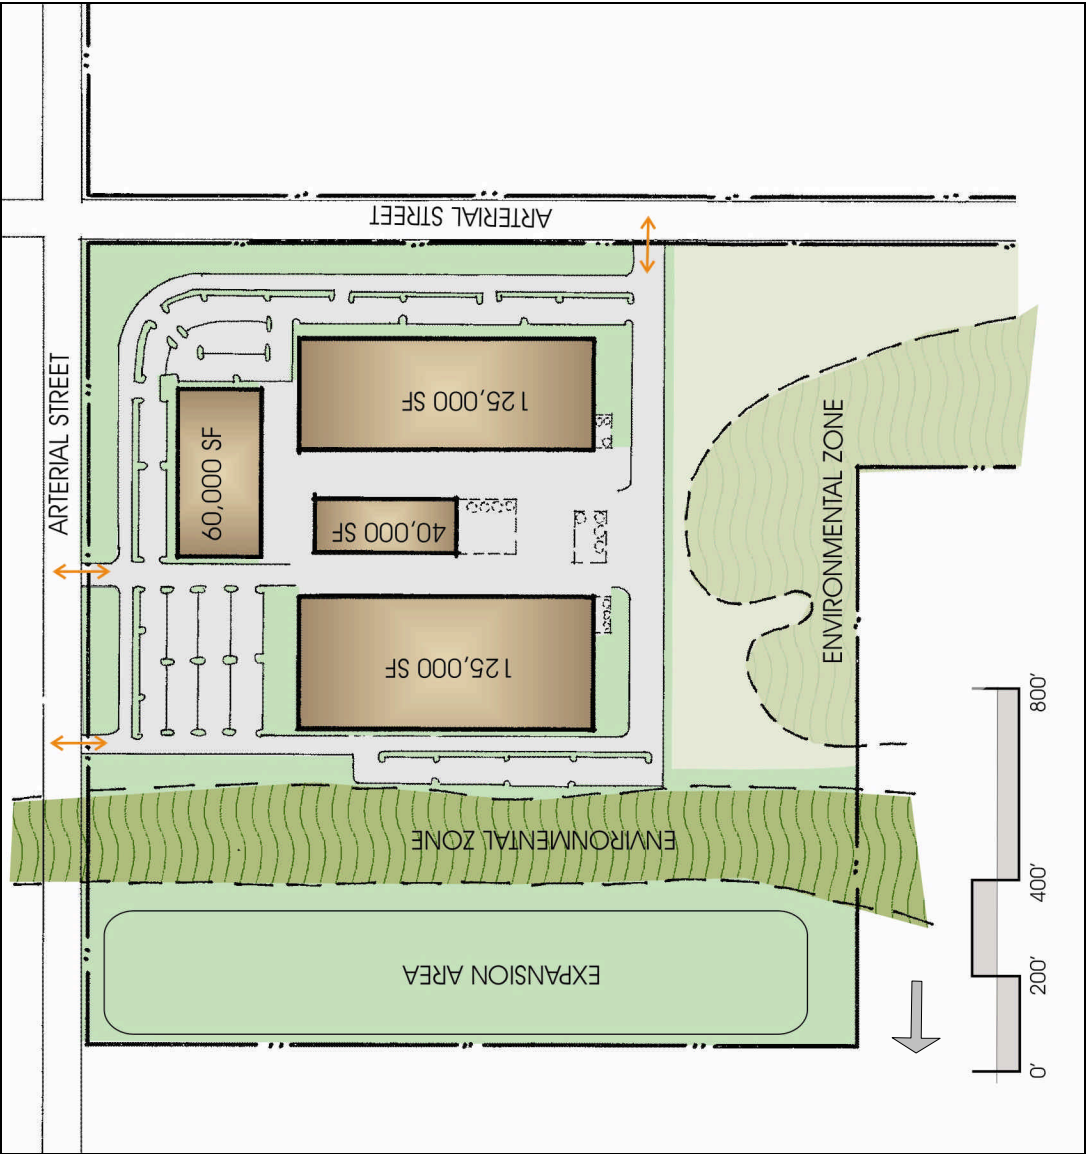 ARTERIAL STREET
ARTERIAL STREET
125,000 SF
60,000 SF
40,000 SF
125,000 SF
ENVIRONMENTAL ZONE
ENVIRONMENTAL ZONE
EXPANSION AREA
800'
400'
200'
0'